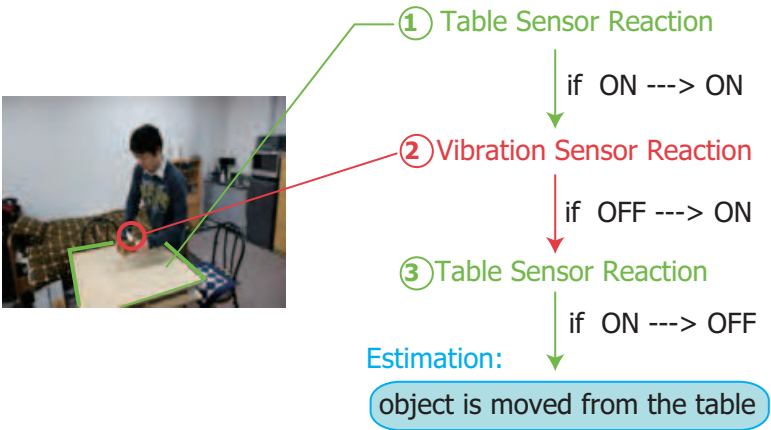 1 Table Sensor Reaction
if ON ---> ON
2 Vibration Sensor Reaction
if OFF ---> ON
3 Table Sensor Reaction
if ON ---> OFF
Estimation:
object is moved from the table